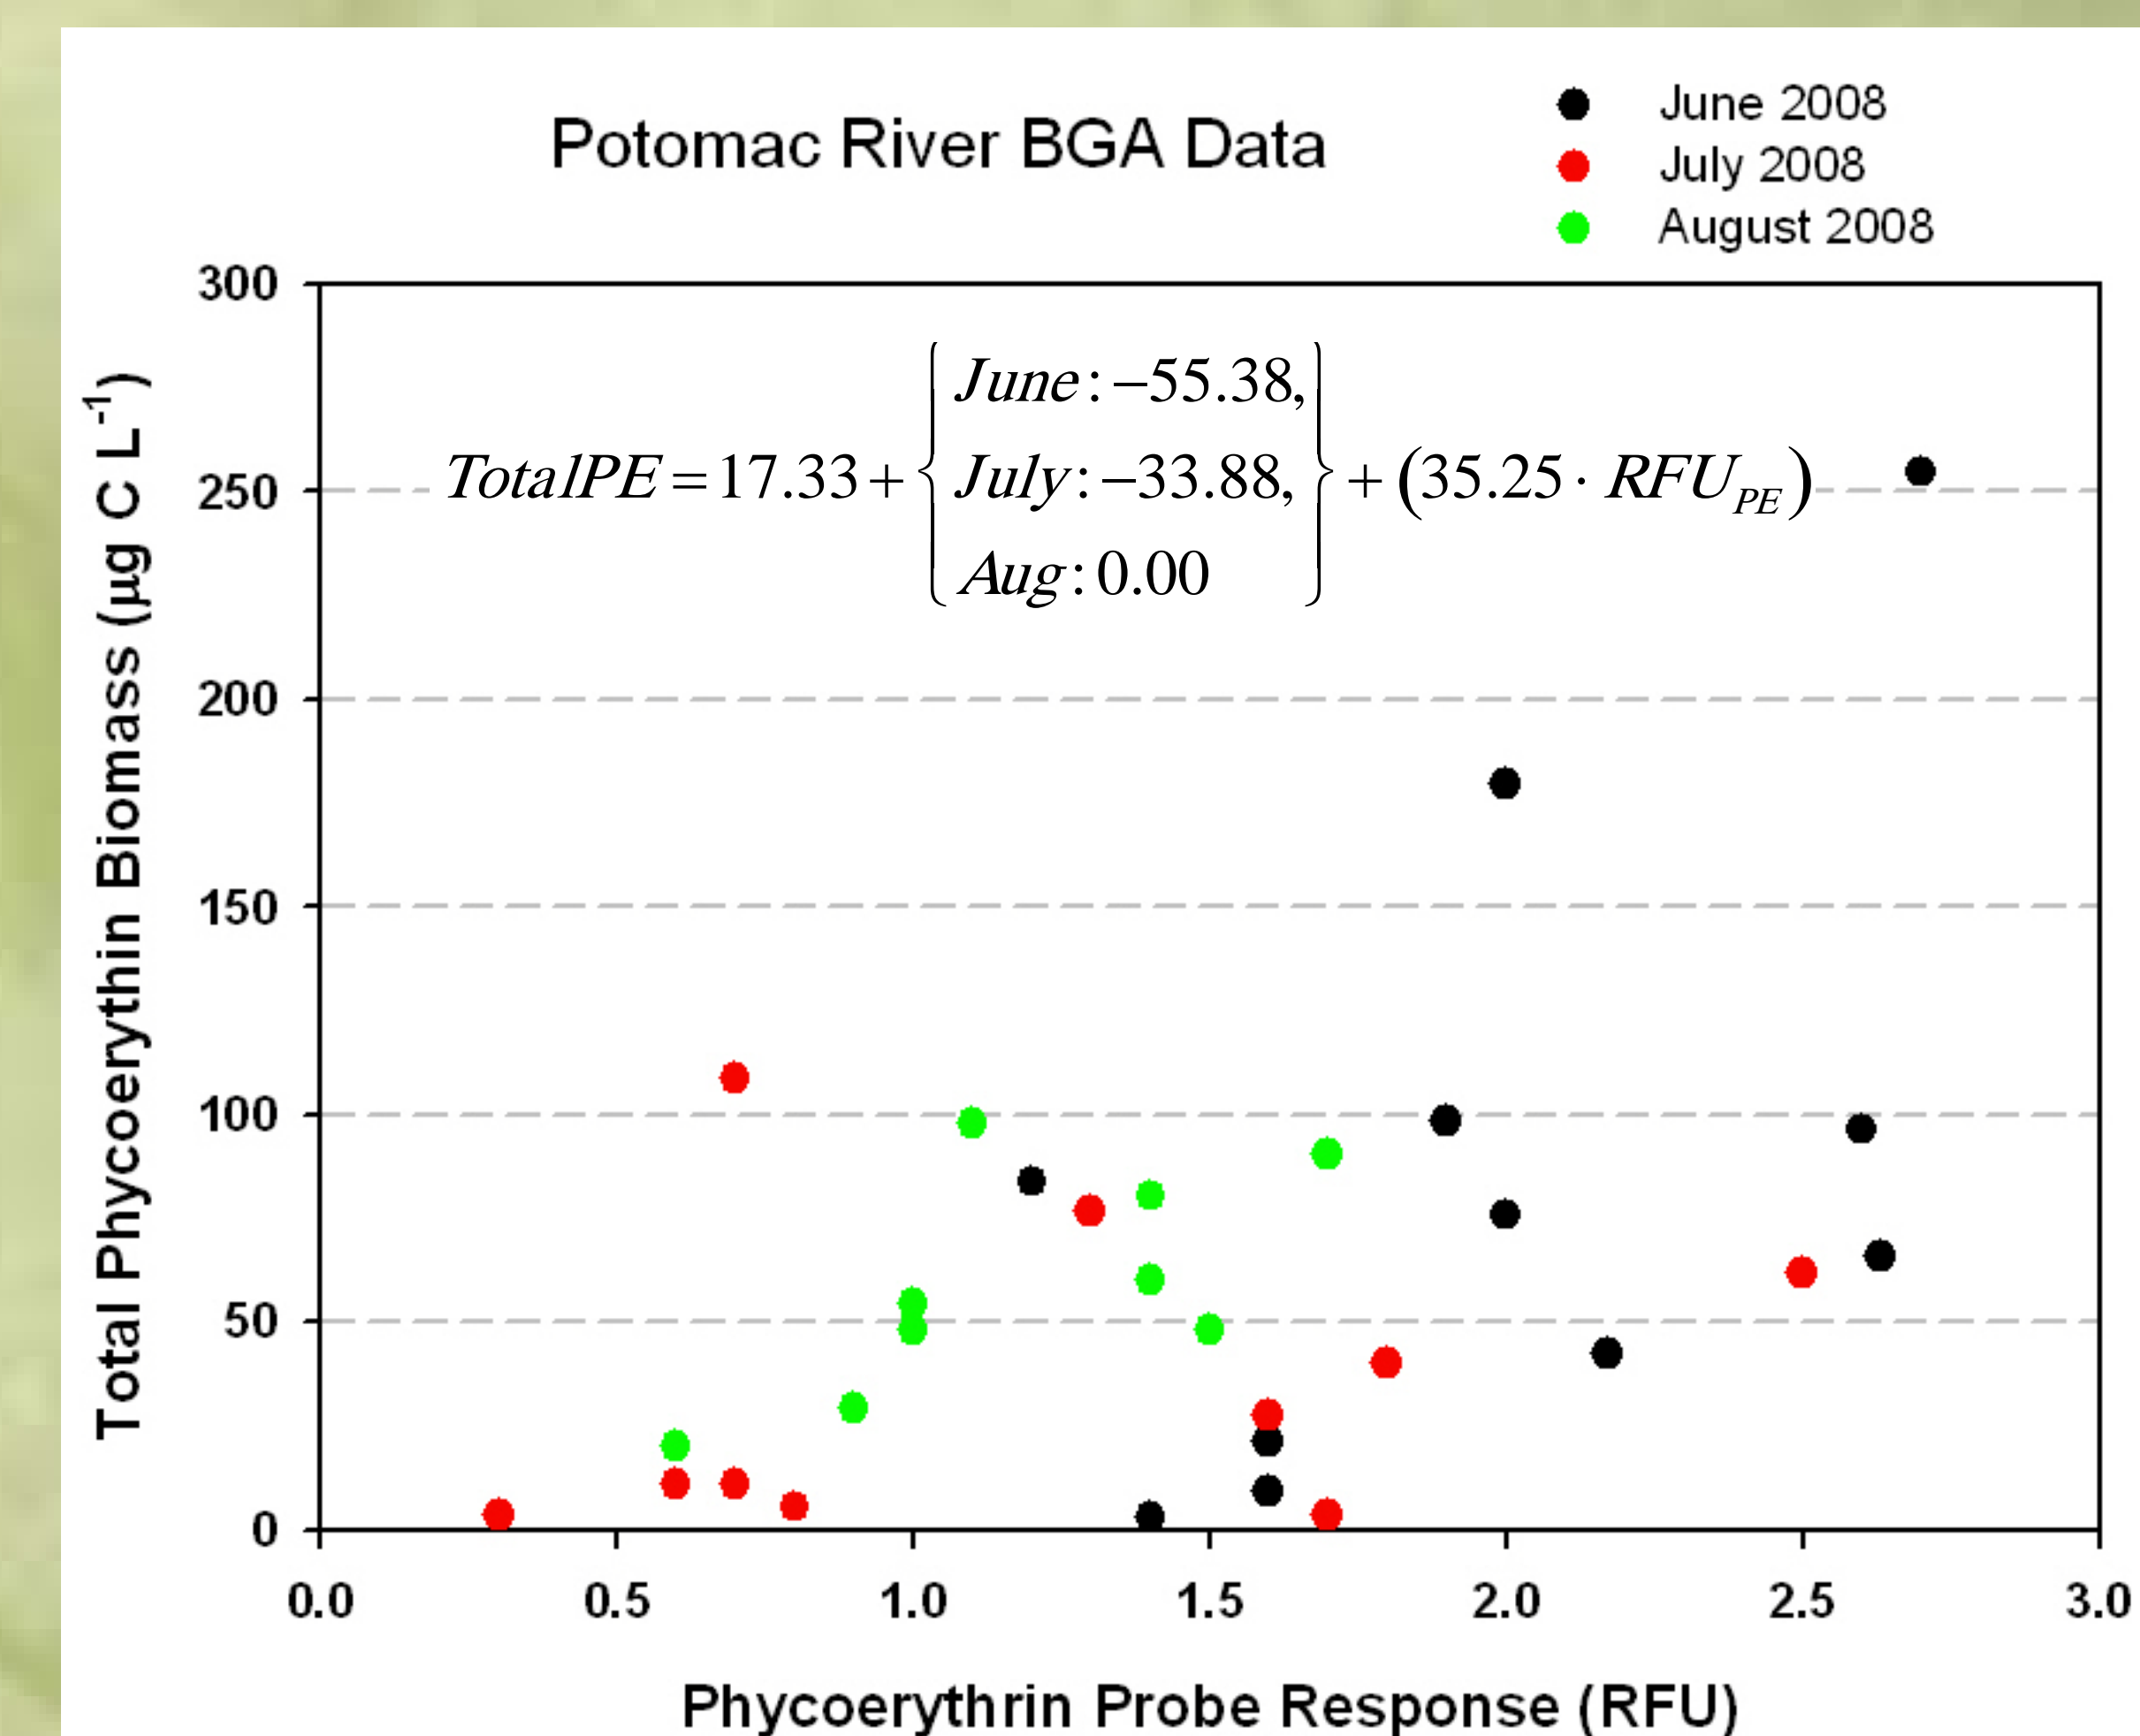 Potomac River BGA Data
June 2008
July 2008
August 2008
Total Phycoerythin Biomass (µg C L-1)
300
250
200
150
100
50
0
June: –55.38,
TotalPE = 17.33 + { July: –33.88, } + (35.25 · RFU_PE)
Aug: 0.00
0.0 0.5 1.0 1.5 2.0 2.5 3.0
Phycoerythrin Probe Response (RFU)